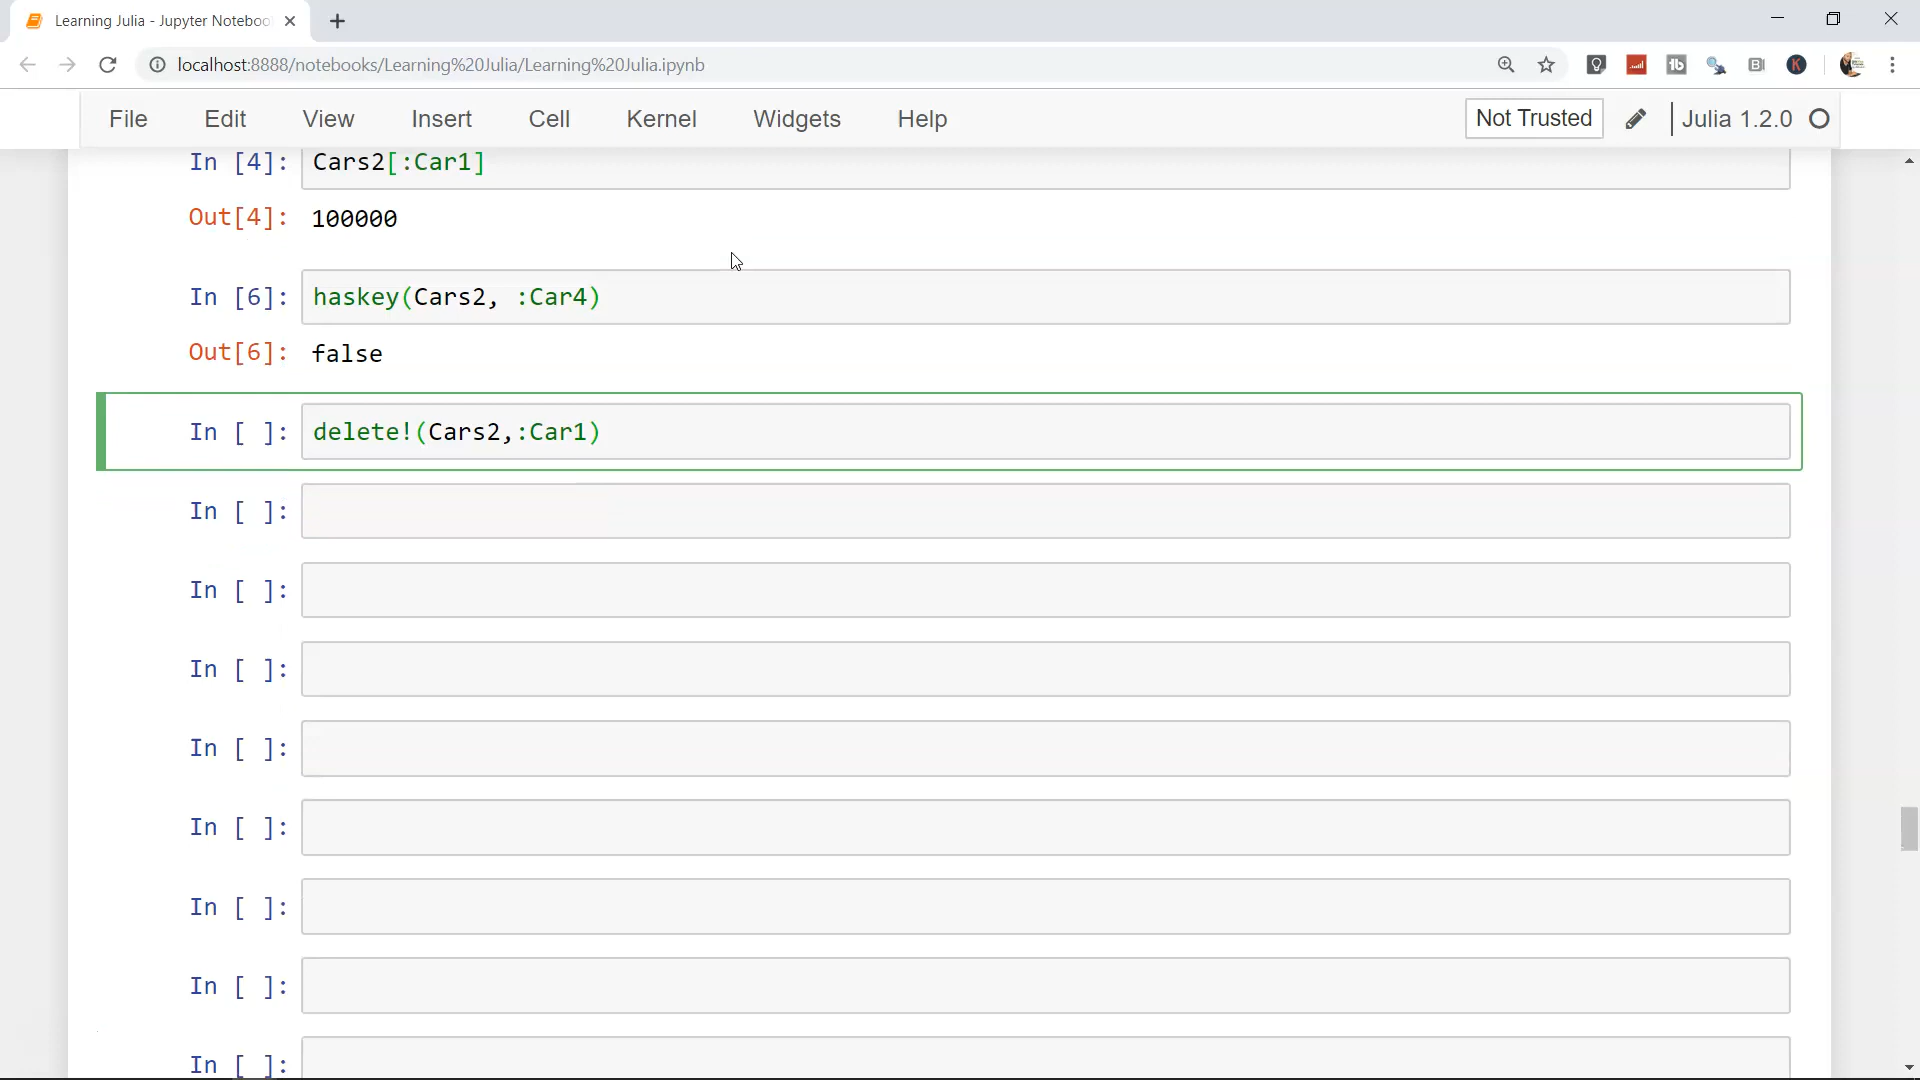 Learning Julia - Jupyter Noteboo
localhost:8888/notebooks/Learning%20Julia/Learning%20Julia.ipynb
File Edit View Insert Cell Kernel Widgets Help Not Trusted Julia 1.2.0
In [4]: Cars2[:Car1]
Out[4]: 100000
In [6]: haskey(Cars2, :Car4)
Out[6]: false
In [ ]: delete!(Cars2,:Car1)
In [ ]:
In [ ]:
In [ ]:
In [ ]:
In [ ]:
In [ ]:
In [ ]:
In [ ]: